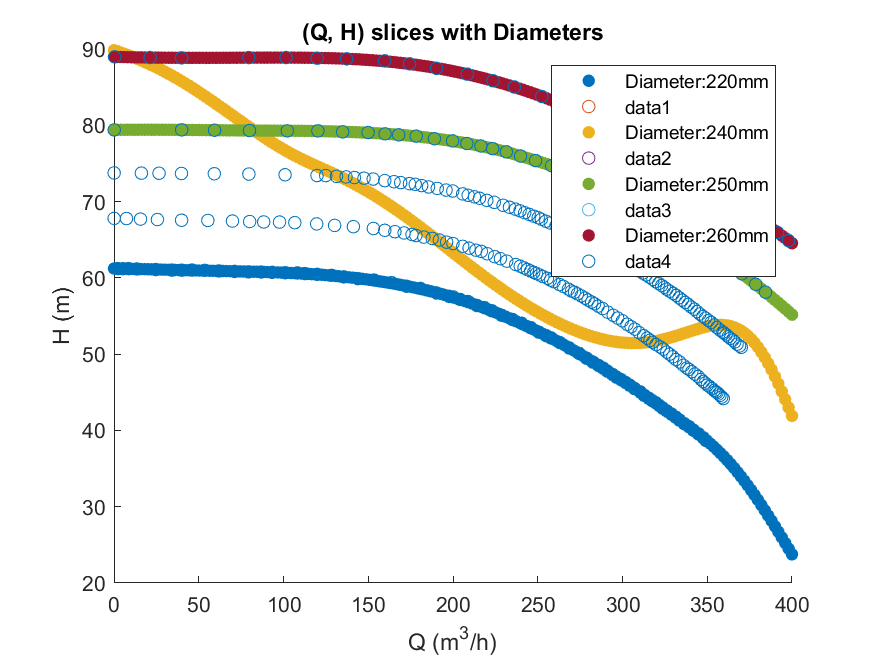 (Q, H) slices with Diameters
90
80
70
60
50
40
30
20
H (m)
0 50 100 150 200 250 300 350 400
Q (m³/h)
Diameter:220mm
data1
Diameter:240mm
data2
Diameter:250mm
data3
Diameter:260mm
data4